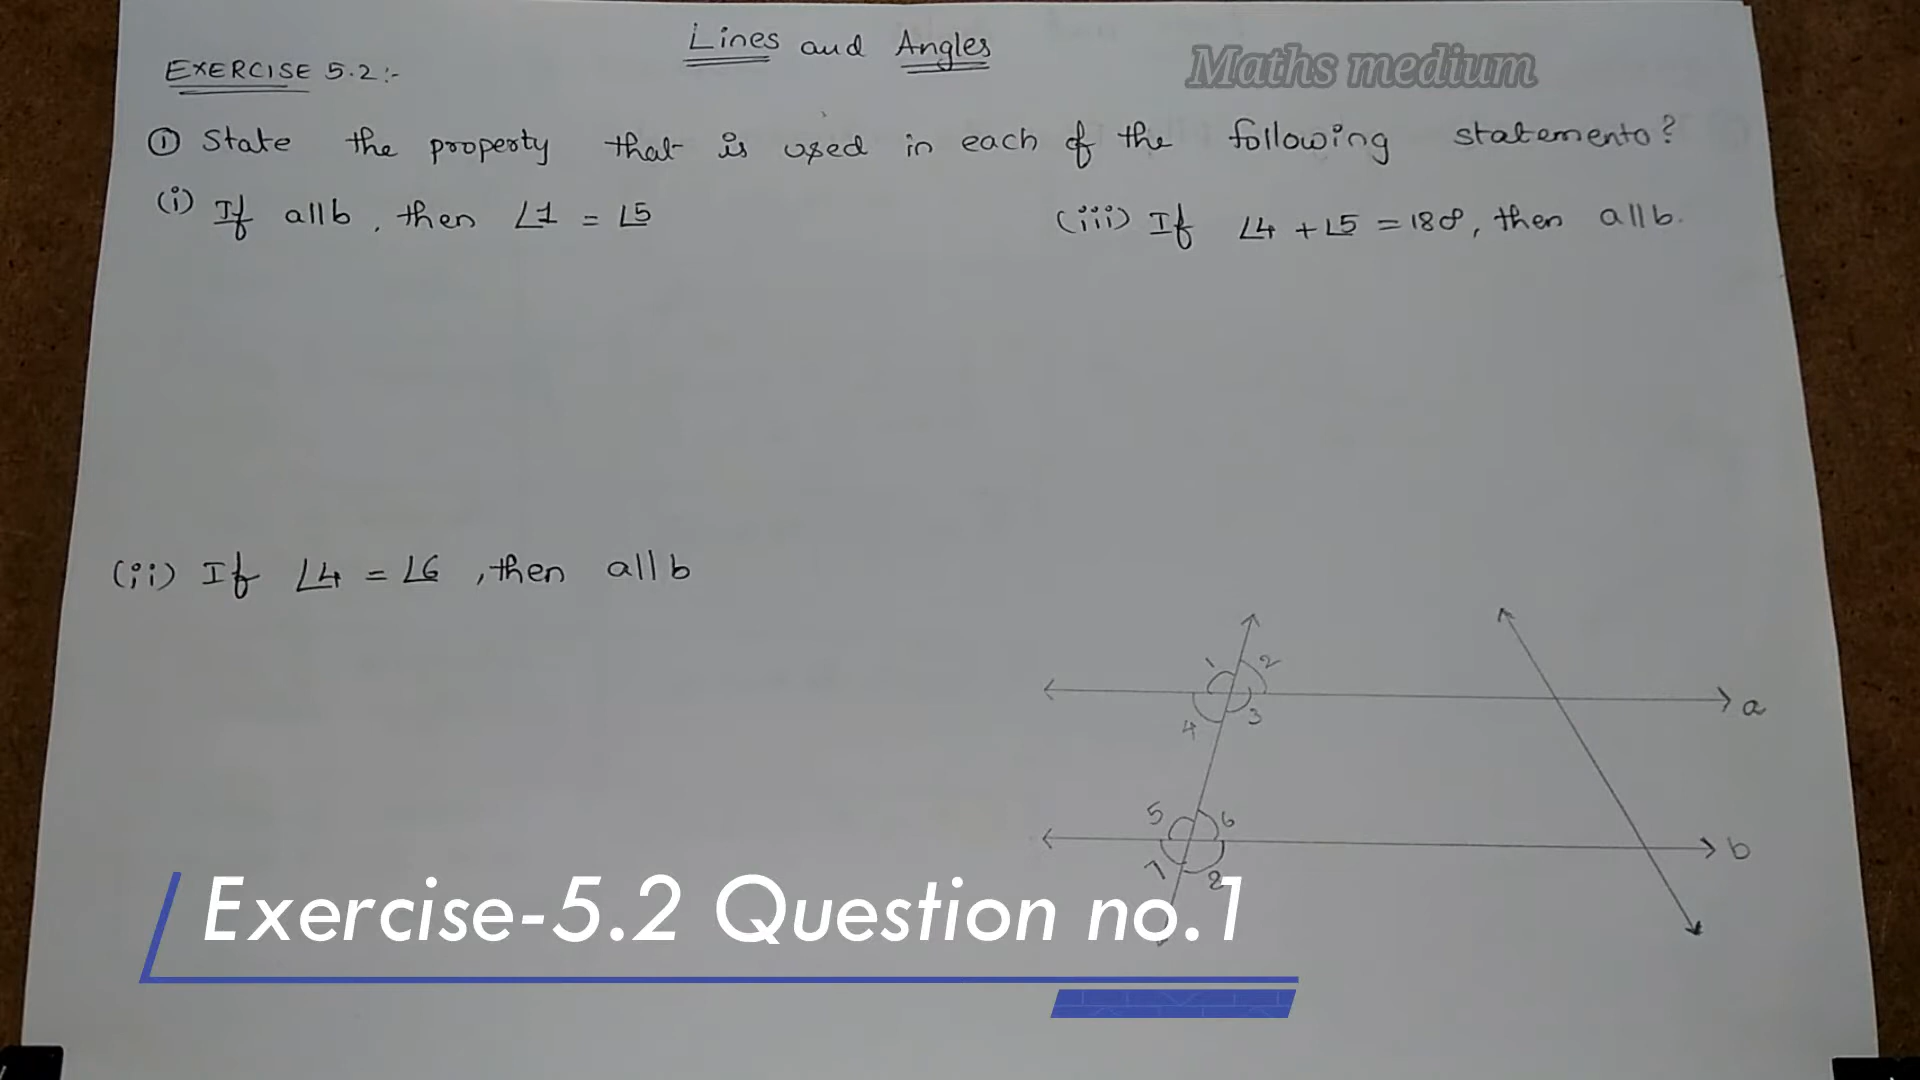 Lines and Angles
Maths medium
EXERCISE 5.2:-
① State the property that is used in each of the following statements?
(i) If a||b, then ∠1 = ∠5
(iii) If ∠4 + ∠5 = 180, then a||b.
(ii) If ∠4 = ∠6, then a||b
1 2
a
4 3
5 6
b
7 8
Exercise-5.2 Question no.1